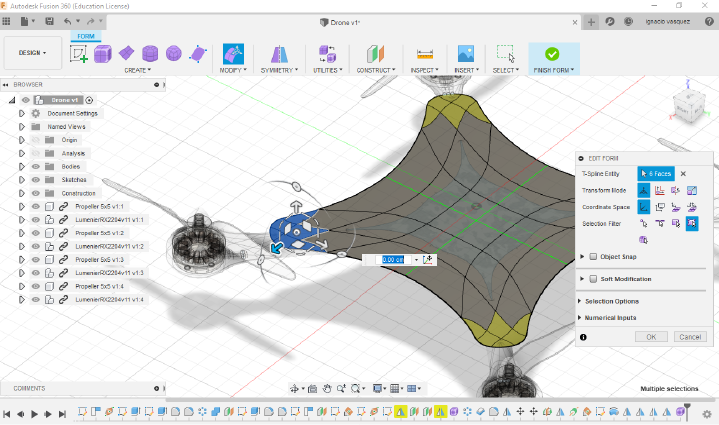 Autodesk Fusion 360 (Education License)
Drone v1*
ignacio vasquez
FORM
DESIGN
CREATE
MODIFY
SYMMETRY
UTILITIES
CONSTRUCT
INSPECT
INSERT
SELECT
FINISH FORM
BROWSER
Drone v1
Document Settings
Named Views
Origin
Analysis
Bodies
Sketches
Construction
Propeller 5x5 v1:1
LumenierRX2204v11 v1:1
Propeller 5x5 v1:2
LumenierRX2204v11 v1:2
Propeller 5x5 v1:3
LumenierRX2204v11 v1:3
Propeller 5x5 v1:4
LumenierRX2204v11 v1:4
0.00 cm
EDIT FORM
T-Spline Entity
6 Faces
Transform Mode
Coordinate Space
Selection Filter
Object Snap
Soft Modification
Selection Options
Numerical Inputs
OK
Cancel
COMMENTS
Multiple selections